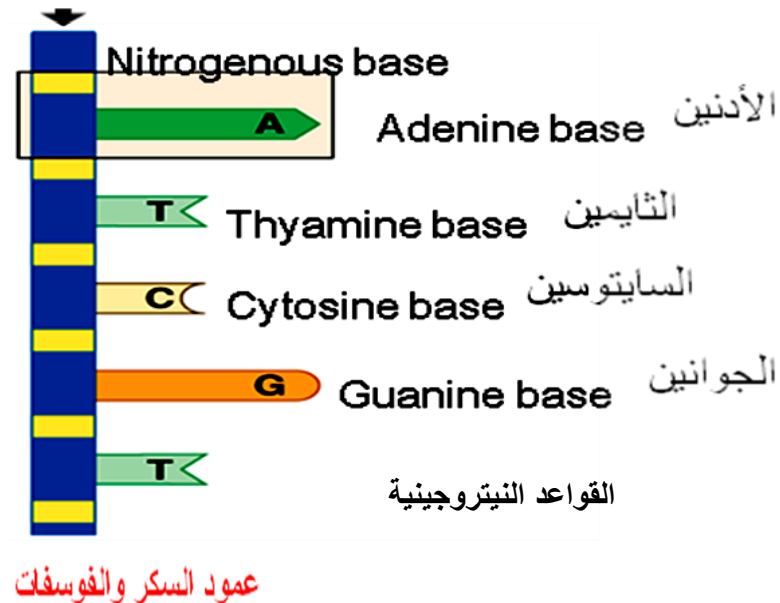 Nitrogenous base
A
Adenine base
الأدنين
T
Thyamine base
الثايمين
C
Cytosine base
السايتوسين
G
Guanine base
الجوانين
T
القواعد النيتروجينية
عمود السكر والفوسفات